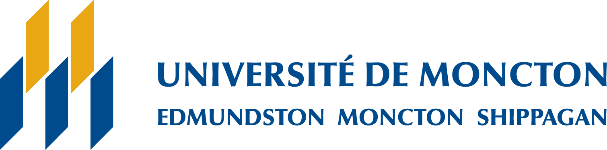 UNIVERSITÉ DE MONCTON
EDMUNDSTON MONCTON SHIPPAGAN